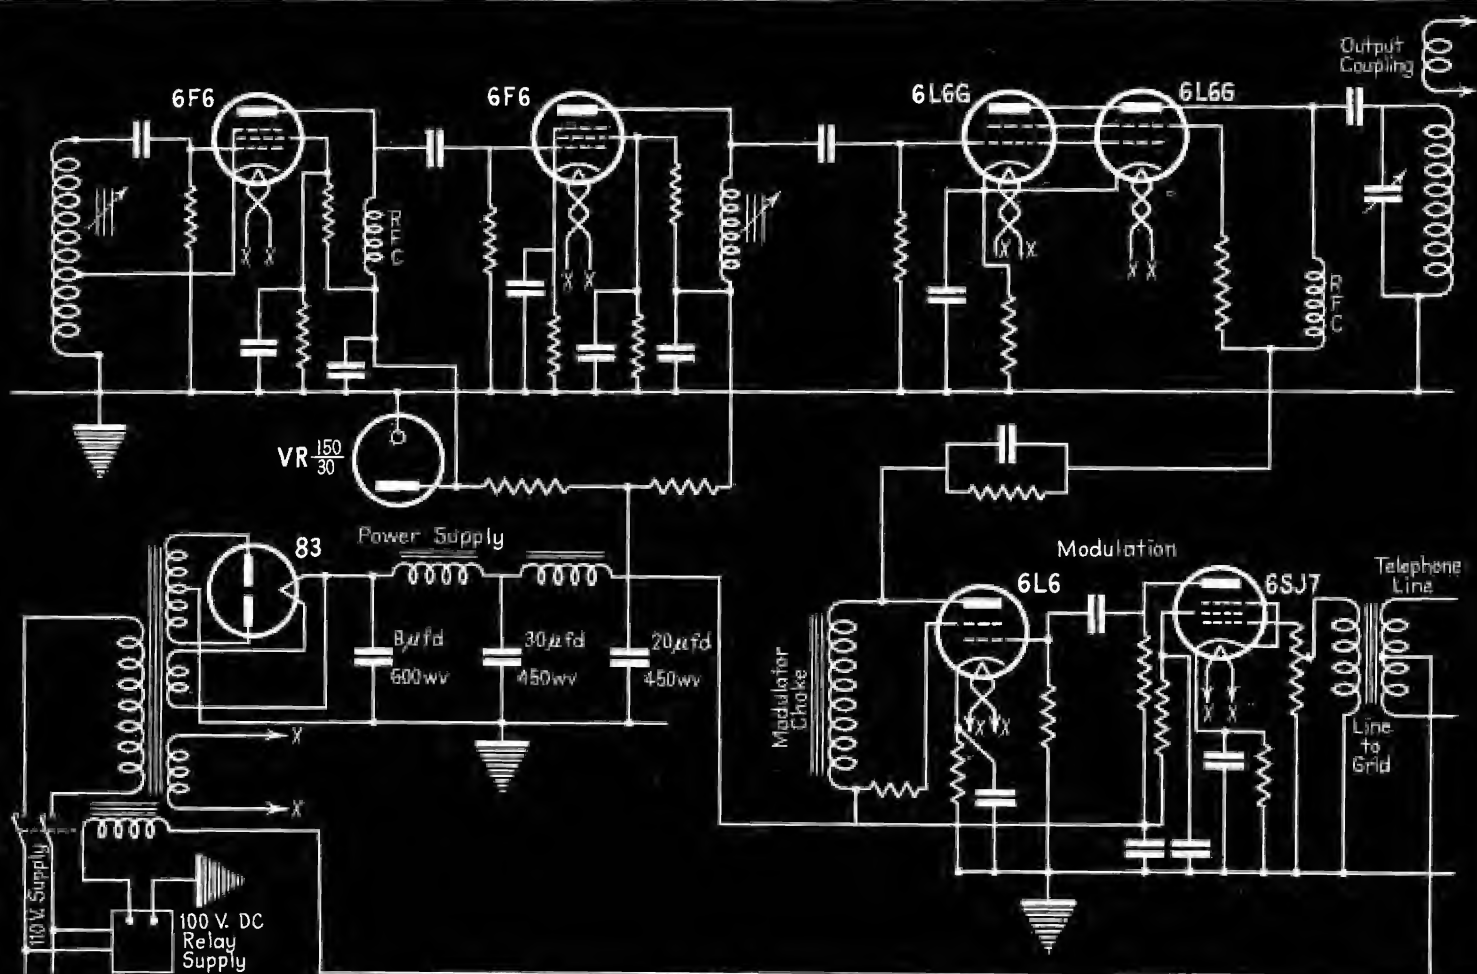 Output
Coupling
6F6
6F6
6L6G
6L6G
RFC
RFC
X X
X X
X X
X X
VR 150/30
Power Supply
83
8µfd
600wv
30µfd
450wv
20µfd
450wv
Modulation
6L6
6SJ7
Telephone
Line
Modulator
Choke
X X
X X
Line
to
Grid
X
X
110V. Supply
100 V. DC
Relay
Supply